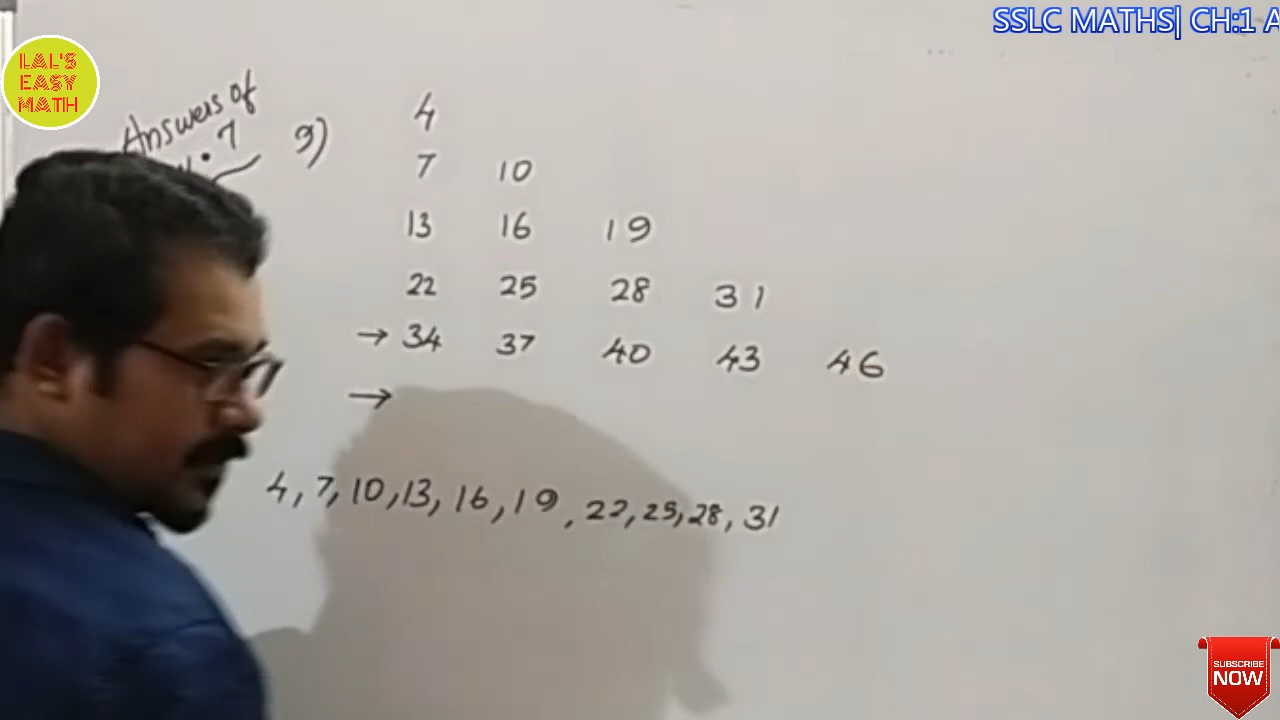 SSLC MATHS| CH:1 A
LAL'S
EASY
MATH
Answers of
7
9)
4
7 10
13 16 19
22 25 28 31
→ 34 37 40 43 46
→
4, 7, 10, 13, 16, 19, 22, 25, 28, 31
SUBSCRIBE
NOW